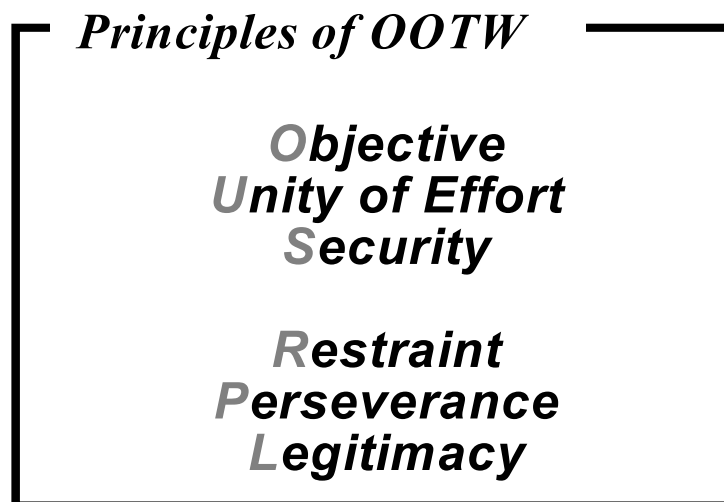 Principles of OOTW
Objective
Unity of Effort
Security
Restraint
Perseverance
Legitimacy